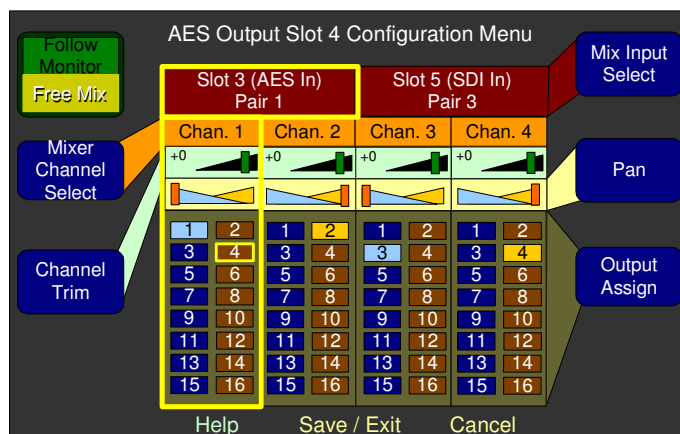 AES Output Slot 4 Configuration Menu
Follow
Monitor
Free Mix
Slot 3 (AES In)
Pair 1
Slot 5 (SDI In)
Pair 3
Mix Input
Select
Mixer
Channel
Select
Chan. 1 Chan. 2 Chan. 3 Chan. 4
+0 +0 +0 +0
Pan
Channel
Trim
Output
Assign
1 2 1 2 1 2 1 2
3 4 3 4 3 4 3 4
5 6 5 6 5 6 5 6
7 8 7 8 7 8 7 8
9 10 9 10 9 10 9 10
11 12 11 12 11 12 11 12
13 14 13 14 13 14 13 14
15 16 15 16 15 16 15 16
Help Save / Exit Cancel